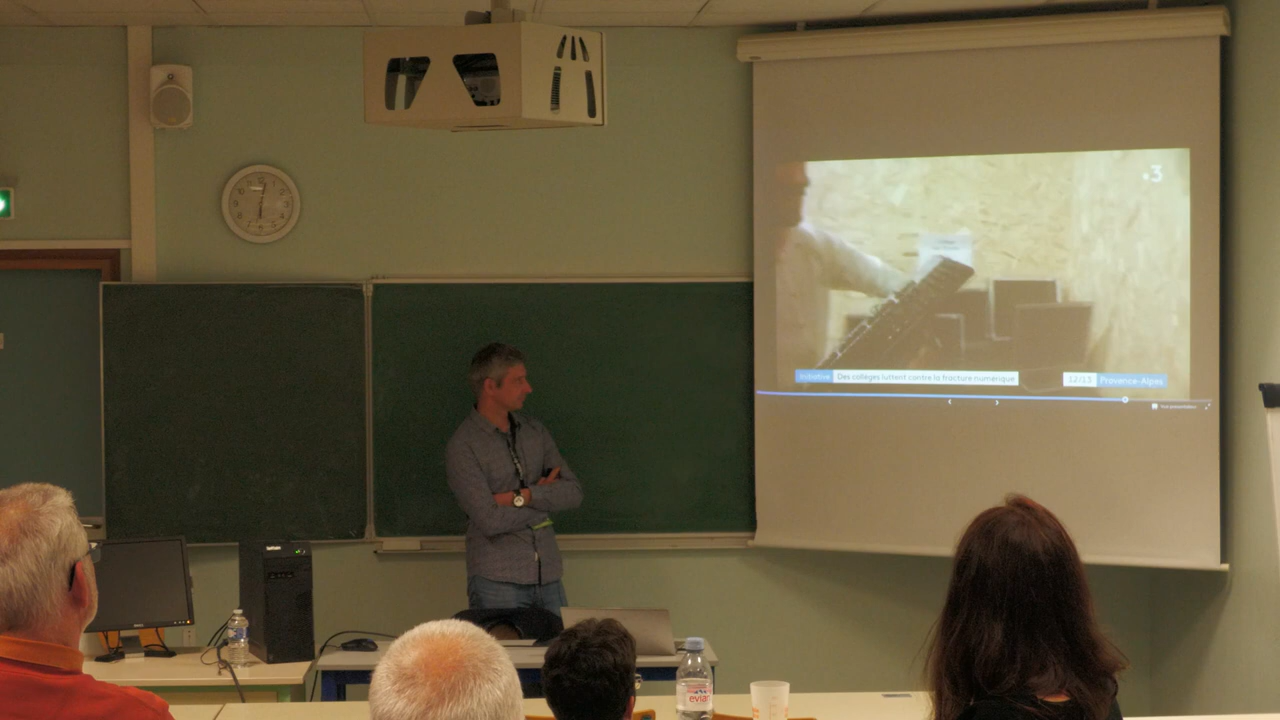 .3
Initiative
Des collèges luttent contre la fracture numérique
12/13
Provence-Alpes
evian